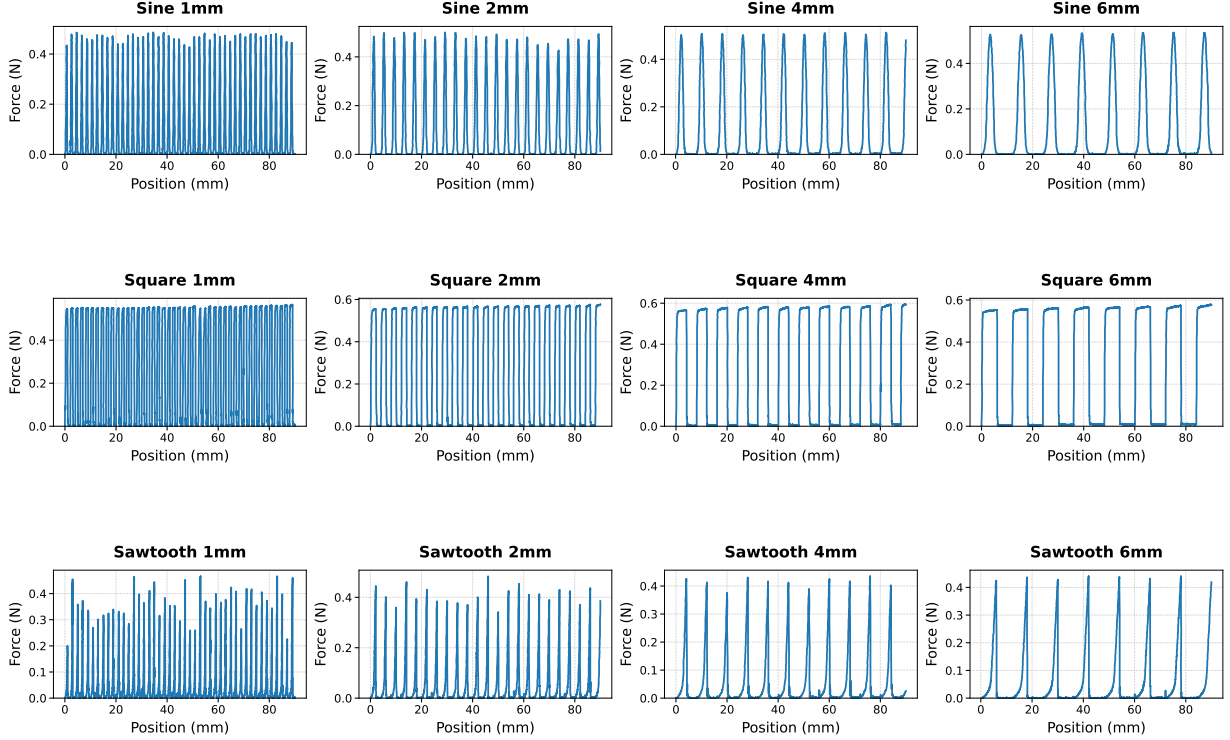 Sine 1mm
Sine 2mm
Sine 4mm
Sine 6mm
Force (N)
0.4
0.2
0.0
0 20 40 60 80
Position (mm)
Force (N)
0.4
0.2
0.0
0 20 40 60 80
Position (mm)
Force (N)
0.4
0.2
0.0
0 20 40 60 80
Position (mm)
Force (N)
0.4
0.2
0.0
0 20 40 60 80
Position (mm)
Square 1mm
Square 2mm
Square 4mm
Square 6mm
Force (N)
0.4
0.2
0.0
0 20 40 60 80
Position (mm)
Force (N)
0.6
0.4
0.2
0.0
0 20 40 60 80
Position (mm)
Force (N)
0.6
0.4
0.2
0.0
0 20 40 60 80
Position (mm)
Force (N)
0.6
0.4
0.2
0.0
0 20 40 60 80
Position (mm)
Sawtooth 1mm
Sawtooth 2mm
Sawtooth 4mm
Sawtooth 6mm
Force (N)
0.4
0.3
0.2
0.1
0.0
0 20 40 60 80
Position (mm)
Force (N)
0.4
0.2
0.0
0 20 40 60 80
Position (mm)
Force (N)
0.4
0.3
0.2
0.1
0.0
0 20 40 60 80
Position (mm)
Force (N)
0.4
0.3
0.2
0.1
0.0
0 20 40 60 80
Position (mm)